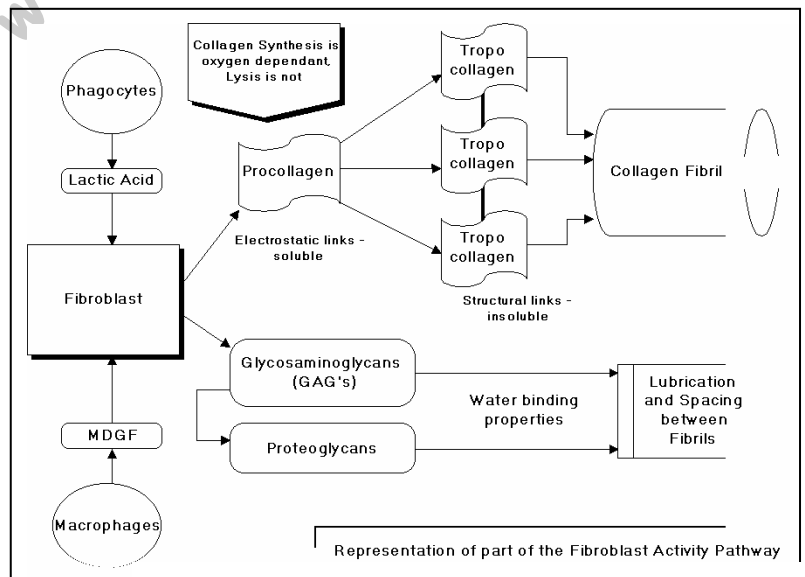 Collagen Synthesis is
oxygen dependant,
Lysis is not
Phagocytes
Lactic Acid
Fibroblast
MDGF
Macrophages
Procollagen
Electrostatic links -
soluble
Tropo
collagen
Tropo
collagen
Tropo
collagen
Structural links -
insoluble
Collagen Fibril
Glycosaminoglycans
(GAG's)
Proteoglycans
Water binding
properties
Lubrication
and Spacing
between
Fibrils
Representation of part of the Fibroblast Activity Pathway